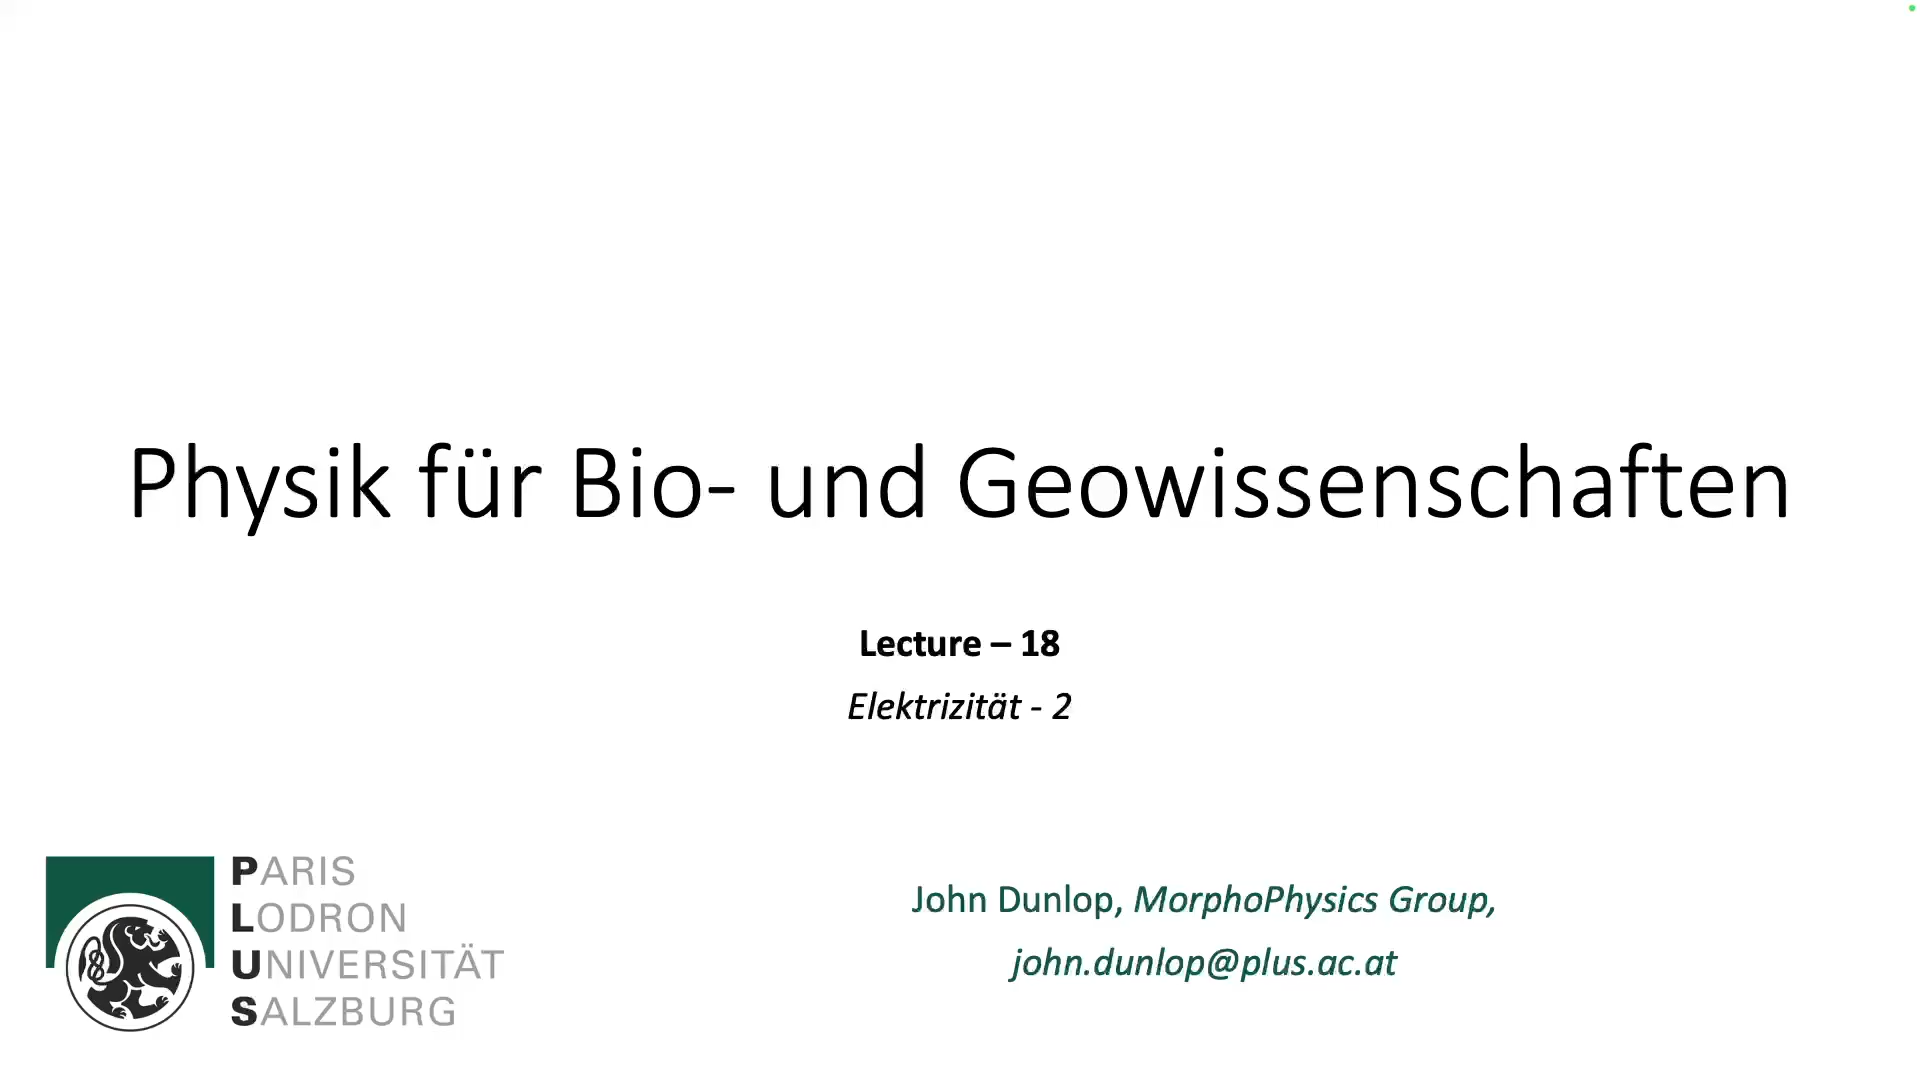 Physik für Bio- und Geowissenschaften
Lecture – 18
Elektrizität - 2
PARIS
LODRON
UNIVERSITÄT
SALZBURG
John Dunlop, MorphoPhysics Group,
john.dunlop@plus.ac.at